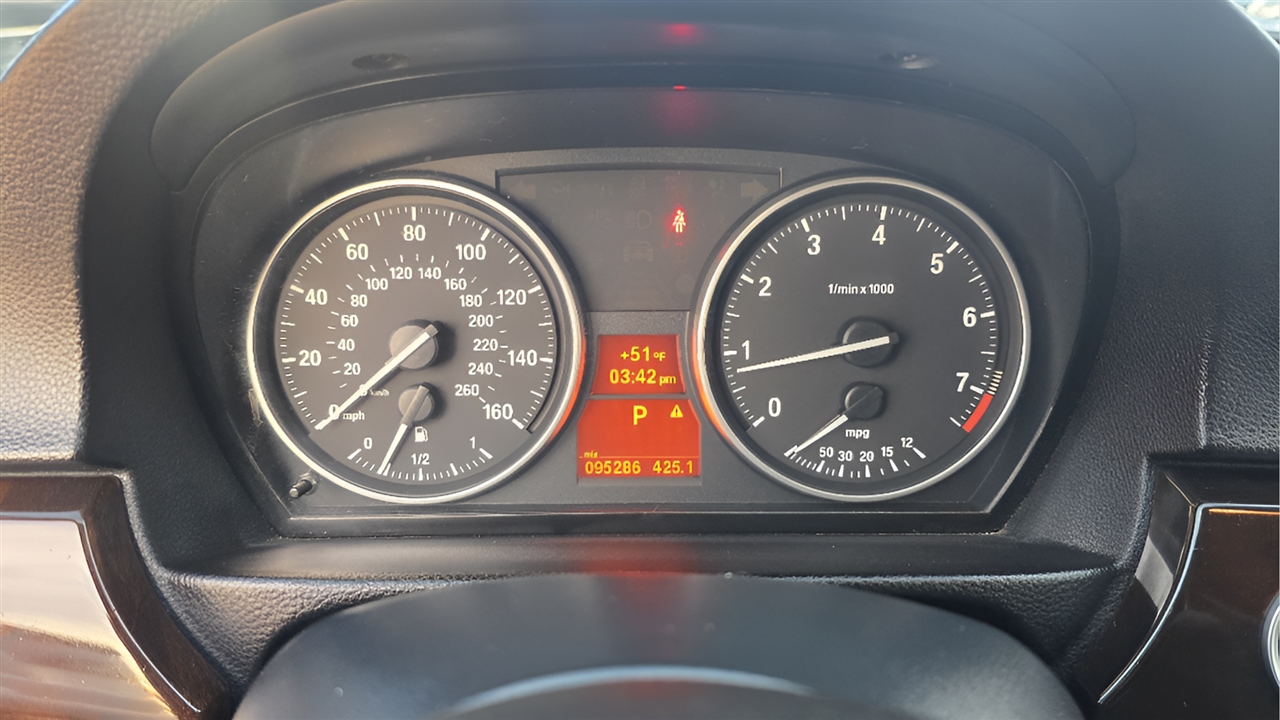 20 40 60 80 100 120 140 160
0 mph
20 40 60 80 100 120 140 160 180 200 220 240 260
km/h
0 1/2 1
+51°F
03:42 pm
P
mls
095286 425.1
0 1 2 3 4 5 6 7
1/min x 1000
mpg
50 30 20 15 12